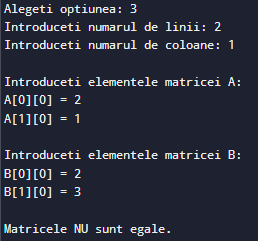 Alegeti optiunea: 3
Introduceti numarul de linii: 2
Introduceti numarul de coloane: 1
Introduceti elementele matricei A:
A[0][0] = 2
A[1][0] = 1
Introduceti elementele matricei B:
B[0][0] = 2
B[1][0] = 3
Matricele NU sunt egale.